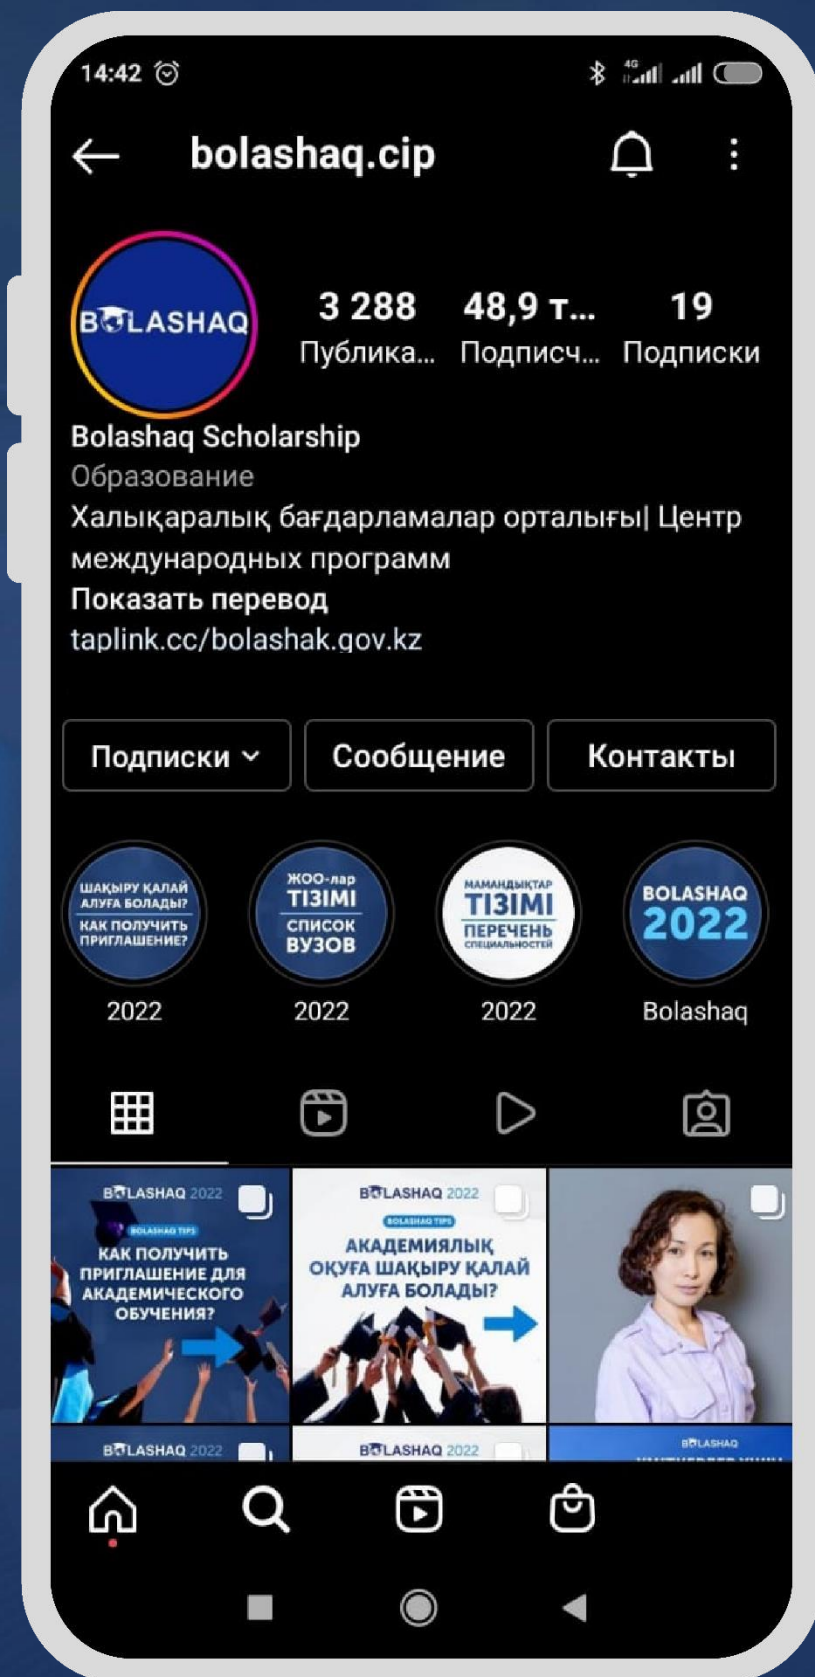 14:42
4G
bolashaq.cip
BOLASHAQ
3 288
48,9 т...
19
Публика...
Подписч...
Подписки
Bolashaq Scholarship
Образование
Халықаралық бағдарламалар орталығы| Центр
международных программ
Показать перевод
taplink.cc/bolashak.gov.kz
Подписки
Сообщение
Контакты
ШАҚЫРУ ҚАЛАЙ
АЛУҒА БОЛАДЫ?
КАК ПОЛУЧИТЬ
ПРИГЛАШЕНИЕ?
2022
ЖОО-лар
ТІЗІМІ
СПИСОК
ВУЗОВ
2022
МАМАНДЫҚТАР
ТІЗІМІ
ПЕРЕЧЕНЬ
СПЕЦИАЛЬНОСТЕЙ
2022
BOLASHAQ
2022
Bolashaq
BOLASHAQ 2022
BOLASHAQ TIPS
КАК ПОЛУЧИТЬ
ПРИГЛАШЕНИЕ ДЛЯ
АКАДЕМИЧЕСКОГО
ОБУЧЕНИЯ?
BOLASHAQ 2022
BOLASHAQ TIPS
АКАДЕМИЯЛЫҚ
ОҚУҒА ШАҚЫРУ ҚАЛАЙ
АЛУҒА БОЛАДЫ?
BOLASHAQ 2022
BOLASHAQ 2022
BOLASHAQ